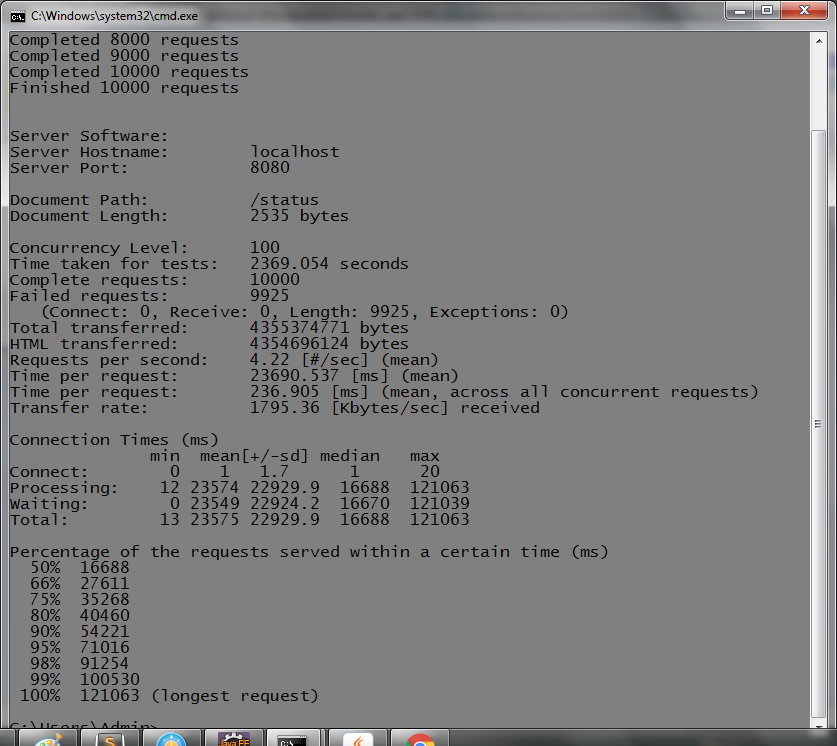 C:\Windows\system32\cmd.exe
Completed 8000 requests
Completed 9000 requests
Completed 10000 requests
Finished 10000 requests
Server Software:
Server Hostname: localhost
Server Port: 8080
Document Path: /status
Document Length: 2535 bytes
Concurrency Level: 100
Time taken for tests: 2369.054 seconds
Complete requests: 10000
Failed requests: 9925
(Connect: 0, Receive: 0, Length: 9925, Exceptions: 0)
Total transferred: 4355374771 bytes
HTML transferred: 4354696124 bytes
Requests per second: 4.22 [#/sec] (mean)
Time per request: 23690.537 [ms] (mean)
Time per request: 236.905 [ms] (mean, across all concurrent requests)
Transfer rate: 1795.36 [Kbytes/sec] received
Connection Times (ms)
min mean[+/-sd] median max
Connect: 0 1 1.7 1 20
Processing: 12 23574 22929.9 16688 121063
Waiting: 0 23549 22924.2 16670 121039
Total: 13 23575 22929.9 16688 121063
Percentage of the requests served within a certain time (ms)
50% 16688
66% 27611
75% 35268
80% 40460
90% 54221
95% 71016
98% 91254
99% 100530
100% 121063 (longest request)
C:\Users\Admin>
Java EE